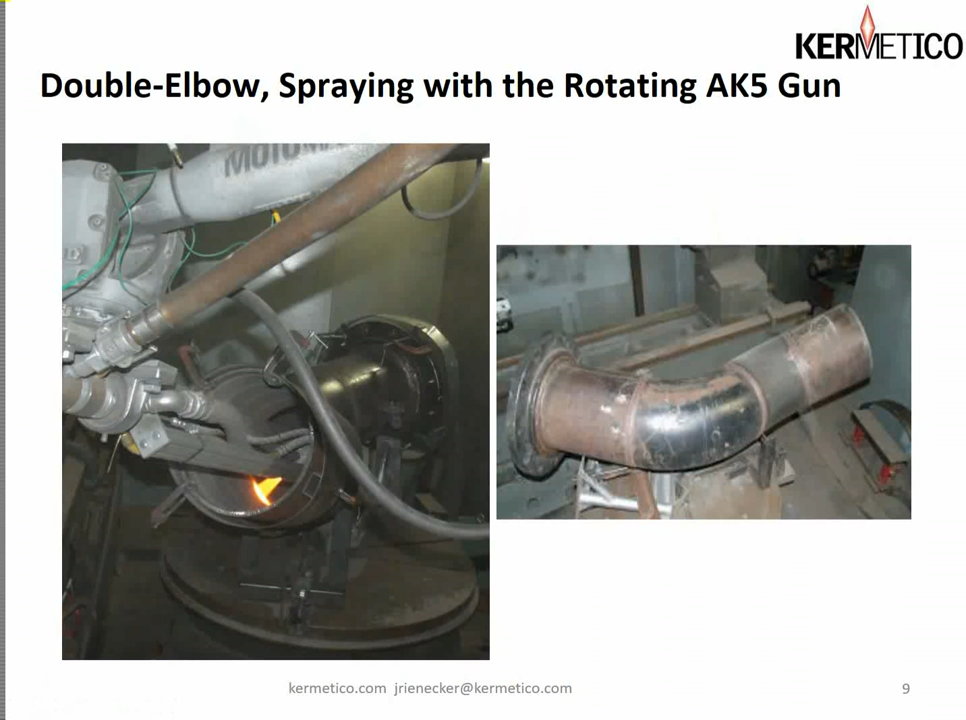 KERMETICO
Double-Elbow, Spraying with the Rotating AK5 Gun
kermetico.com jrienecker@kermetico.com
9